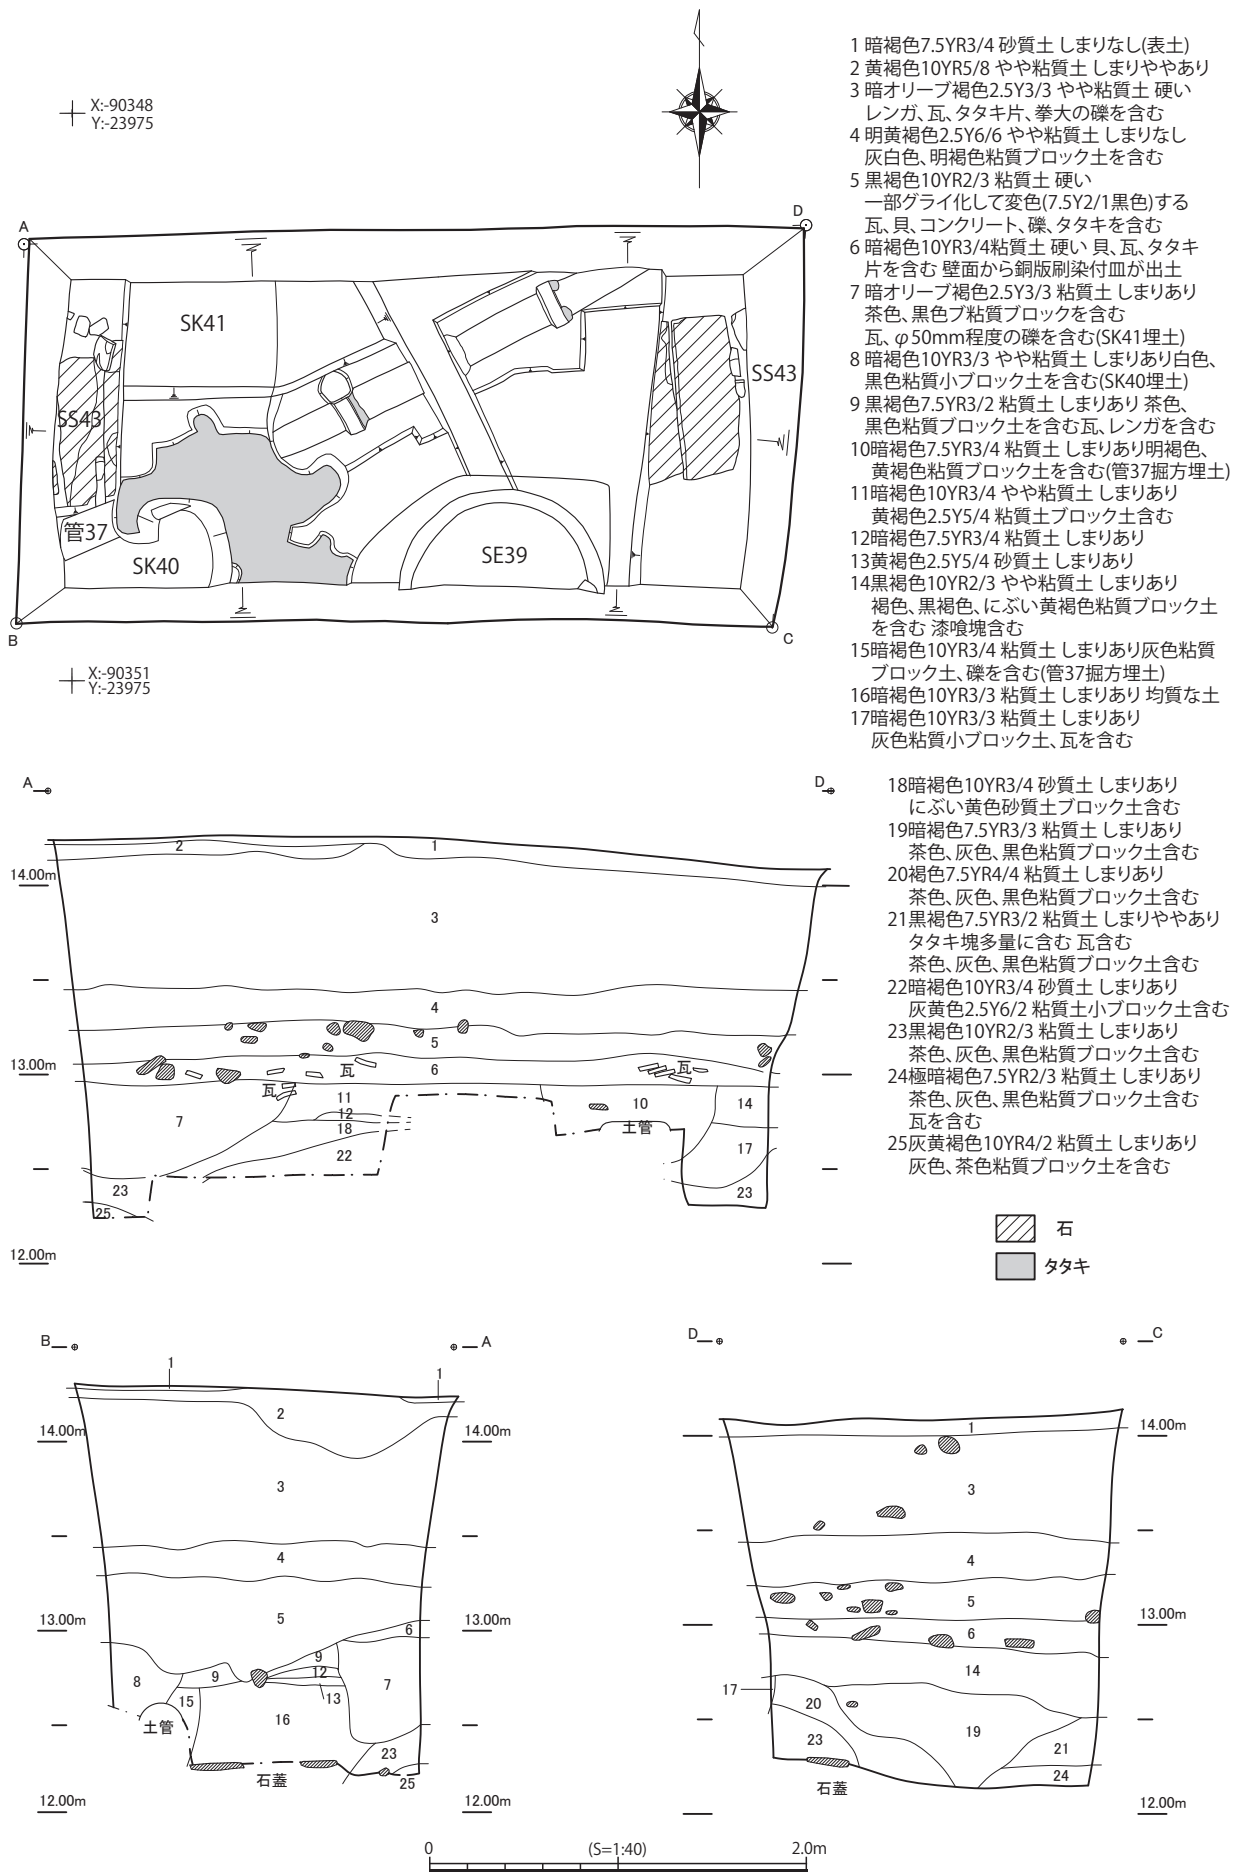 X:-90348
Y:-23975
1 暗褐色7.5YR3/4 砂質土 しまりなし(表土)
2 黄褐色10YR5/8 やや粘質土 しまりややあり
3 暗オリーブ褐色2.5Y3/3 やや粘質土 硬い
レンガ、瓦、タタキ片、拳大の礫を含む
4 明黄褐色2.5Y6/6 やや粘質土 しまりなし
灰白色、明褐色粘質ブロック土を含む
5 黒褐色10YR2/3 粘質土 硬い
一部グライ化して変色(7.5Y2/1黒色)する
瓦、貝、コンクリート、礫、タタキを含む
6 暗褐色10YR3/4粘質土 硬い 貝、瓦、タタキ
片を含む 壁面から銅版刷染付皿が出土
7 暗オリーブ褐色2.5Y3/3 粘質土 しまりあり
茶色、黒色ブ粘質ブロックを含む
瓦、φ50mm程度の礫を含む(SK41埋土)
8 暗褐色10YR3/3 やや粘質土 しまりあり白色、
黒色粘質小ブロック土を含む(SK40埋土)
9 黒褐色7.5YR3/2 粘質土 しまりあり 茶色、
黒色粘質ブロック土を含む瓦、レンガを含む
10暗褐色7.5YR3/4 粘質土 しまりあり明褐色、
黄褐色粘質ブロック土を含む(管37掘方埋土)
11暗褐色10YR3/4 やや粘質土 しまりあり
黄褐色2.5Y5/4 粘質土ブロック土含む
12暗褐色7.5YR3/4 粘質土 しまりあり
13黄褐色2.5Y5/4 砂質土 しまりあり
14黒褐色10YR2/3 やや粘質土 しまりあり
褐色、黒褐色、にぶい黄褐色粘質ブロック土
を含む 漆喰塊含む
15暗褐色10YR3/4 粘質土 しまりあり灰色粘質
ブロック土、礫を含む(管37掘方埋土)
16暗褐色10YR3/3 粘質土 しまりあり 均質な土
17暗褐色10YR3/3 粘質土 しまりあり
灰色粘質小ブロック土、瓦を含む
18暗褐色10YR3/4 砂質土 しまりあり
にぶい黄色砂質土ブロック土含む
19暗褐色7.5YR3/3 粘質土 しまりあり
茶色、灰色、黒色粘質ブロック土含む
20褐色7.5YR4/4 粘質土 しまりあり
茶色、灰色、黒色粘質ブロック土含む
21黒褐色7.5YR3/2 粘質土 しまりややあり
タタキ塊多量に含む 瓦含む
茶色、灰色、黒色粘質ブロック土含む
22暗褐色10YR3/4 砂質土 しまりあり
灰黄色2.5Y6/2 粘質土小ブロック土含む
23黒褐色10YR2/3 粘質土 しまりあり
茶色、灰色、黒色粘質ブロック土含む
24極暗褐色7.5YR2/3 粘質土 しまりあり
茶色、灰色、黒色粘質ブロック土含む
瓦を含む
25灰黄褐色10YR4/2 粘質土 しまりあり
灰色、茶色粘質ブロック土を含む
石
タタキ
A
D
SK41
SS43
SS43
管37
SK40
SE39
B
C
X:-90351
Y:-23975
A
D
2
1
14.00m
3
4
5
13.00m
瓦
6
瓦
瓦
11
10
14
7
12
土管
18
17
22
23
23
25
12.00m
B
A
1
1
2
14.00m
14.00m
3
4
5
13.00m
13.00m
6
9
8
9
12
7
15
13
16
土管
23
石蓋
25
12.00m
12.00m
D
C
1
14.00m
3
4
5
13.00m
6
14
17
20
19
23
21
24
石蓋
12.00m
0
(S=1:40)
2.0m